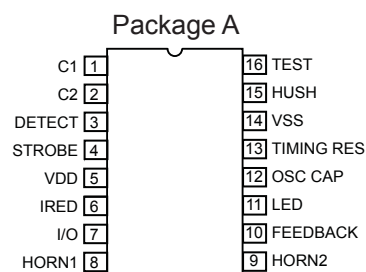 Package A
C1 1 16 TEST
C2 2 15 HUSH
DETECT 3 14 VSS
STROBE 4 13 TIMING RES
VDD 5 12 OSC CAP
IRED 6 11 LED
I/O 7 10 FEEDBACK
HORN1 8 9 HORN2